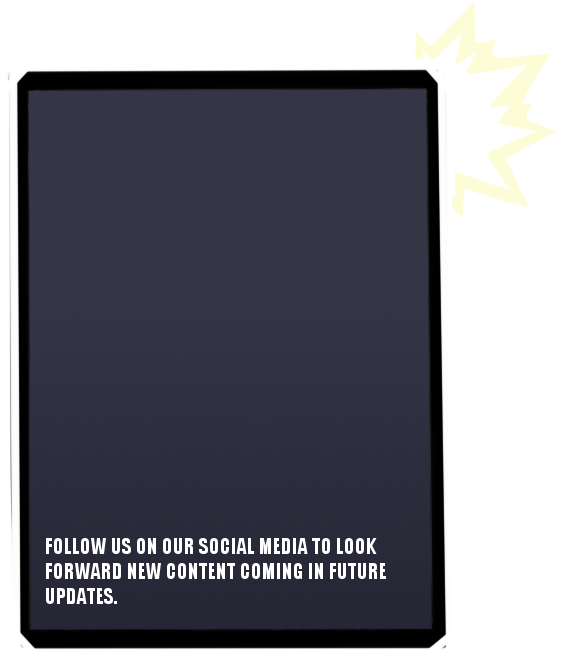 FOLLOW US ON OUR SOCIAL MEDIA TO LOOK
FORWARD NEW CONTENT COMING IN FUTURE
UPDATES.